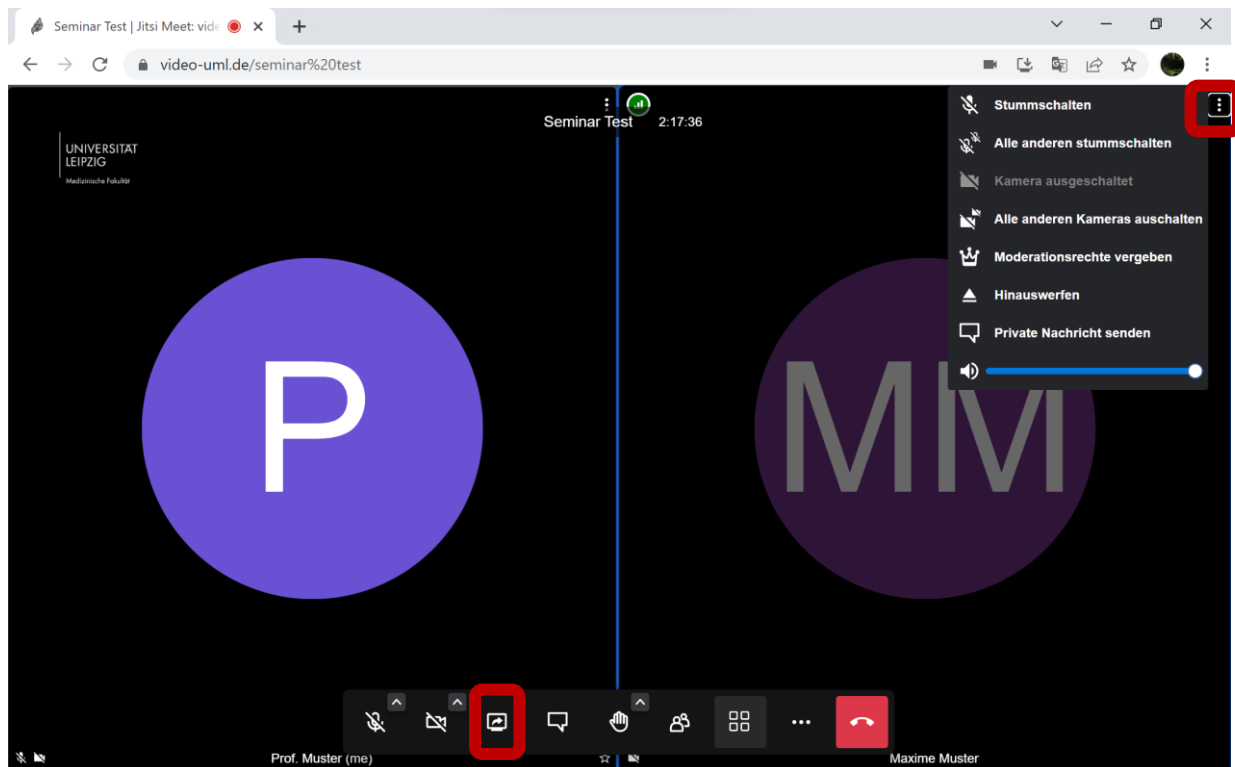 Seminar Test | Jitsi Meet: vide
video-uml.de/seminar%20test
Seminar Test 2:17:36
UNIVERSITÄT
LEIPZIG
Medizinische Fakultät
P
MM
Stummschalten
Alle anderen stummschalten
Kamera ausgeschaltet
Alle anderen Kameras auschalten
Moderationsrechte vergeben
Hinauswerfen
Private Nachricht senden
Prof. Muster (me)
Maxime Muster